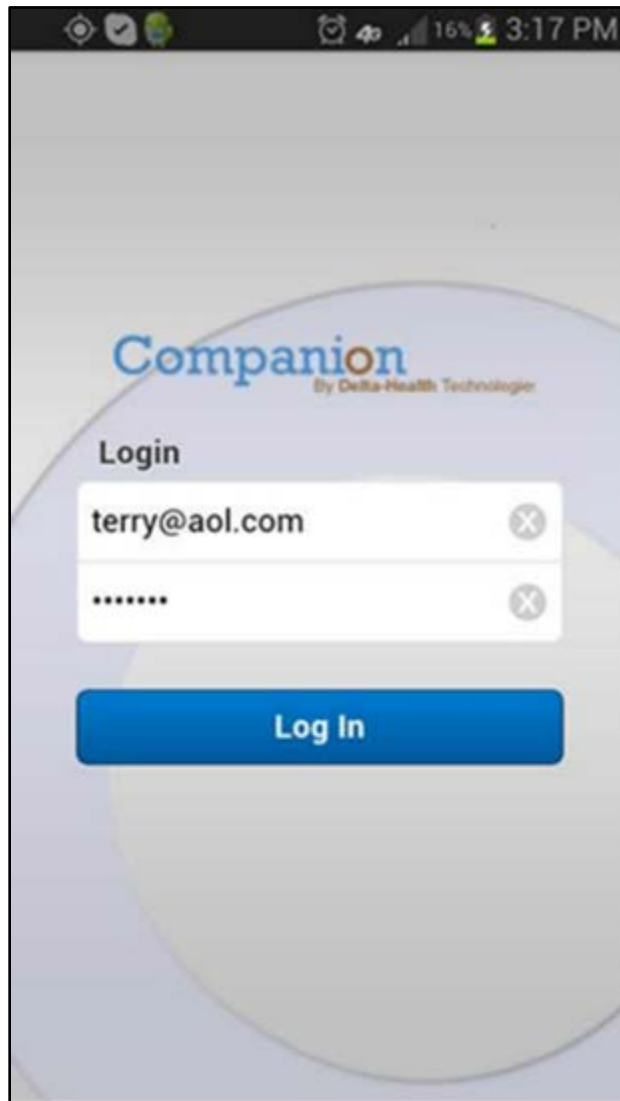 16% 3:17 PM
Companion
By Delta-Health Technologies
Login
terry@aol.com
•••••••
Log In